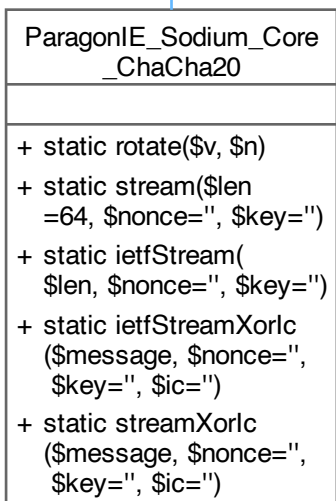 ParagonIE_Sodium_Core
_ChaCha20
+ static rotate($v, $n)
+ static stream($len
=64, $nonce='', $key='')
+ static ietfStream(
$len, $nonce='', $key='')
+ static ietfStreamXorIc
($message, $nonce='',
$key='', $ic='')
+ static streamXorIc
($message, $nonce='',
$key='', $ic='')